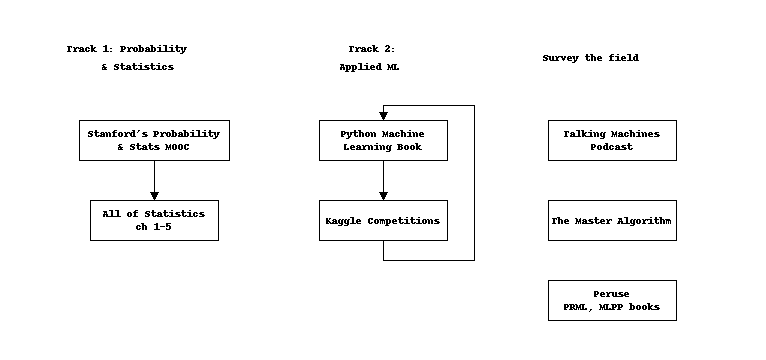 Track 1: Probability
& Statistics
Track 2:
Applied ML
Survey the field
Stanford's Probability
& Stats MOOC
All of Statistics
ch 1-5
Python Machine
Learning Book
Kaggle Competitions
Talking Machines
Podcast
The Master Algorithm
Peruse
PRML, MLPP books